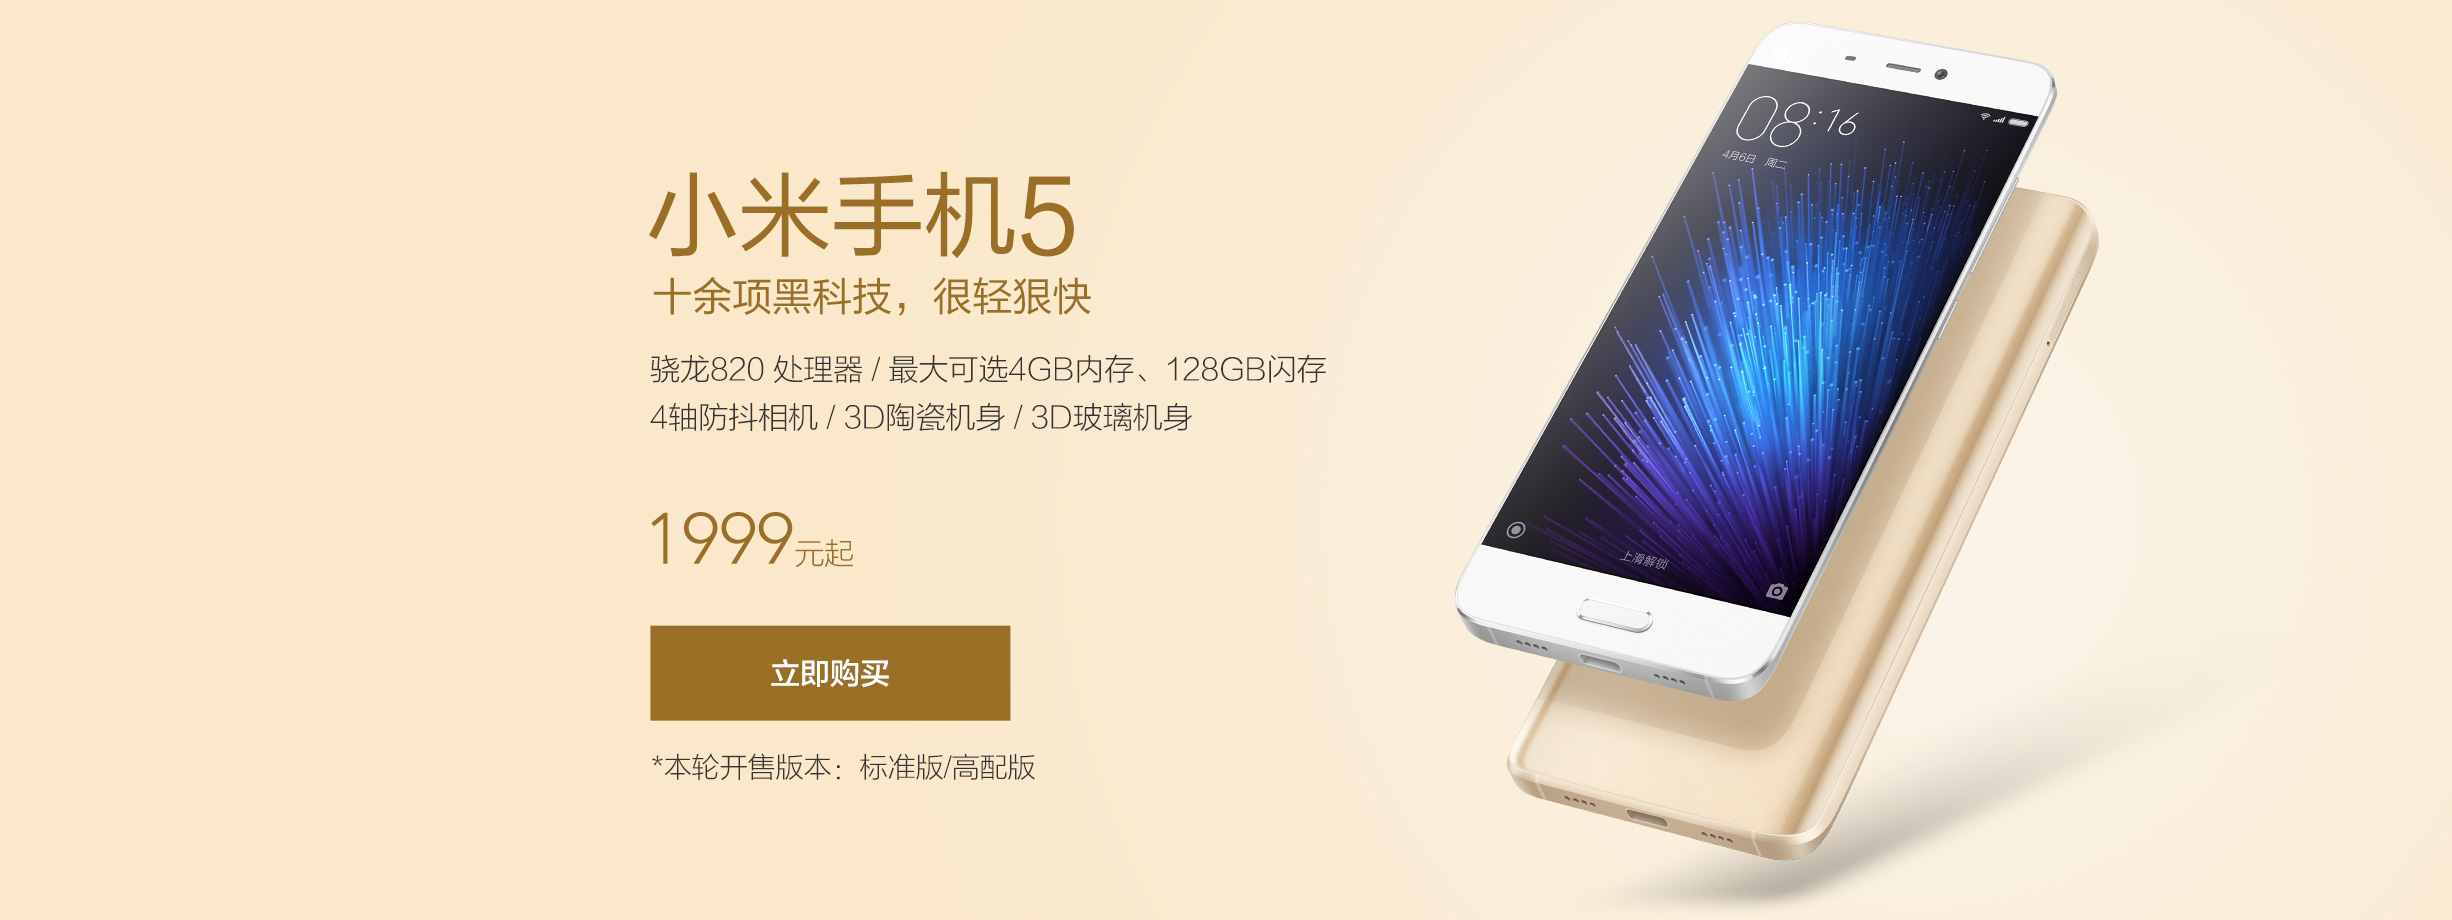 小米手机5
十余项黑科技，很轻狠快
骁龙820 处理器 / 最大可选4GB内存、128GB闪存
4轴防抖相机 / 3D陶瓷机身 / 3D玻璃机身
1999元起
立即购买
*本轮开售版本：标准版/高配版
08:16
4月6日 周二
上滑解锁